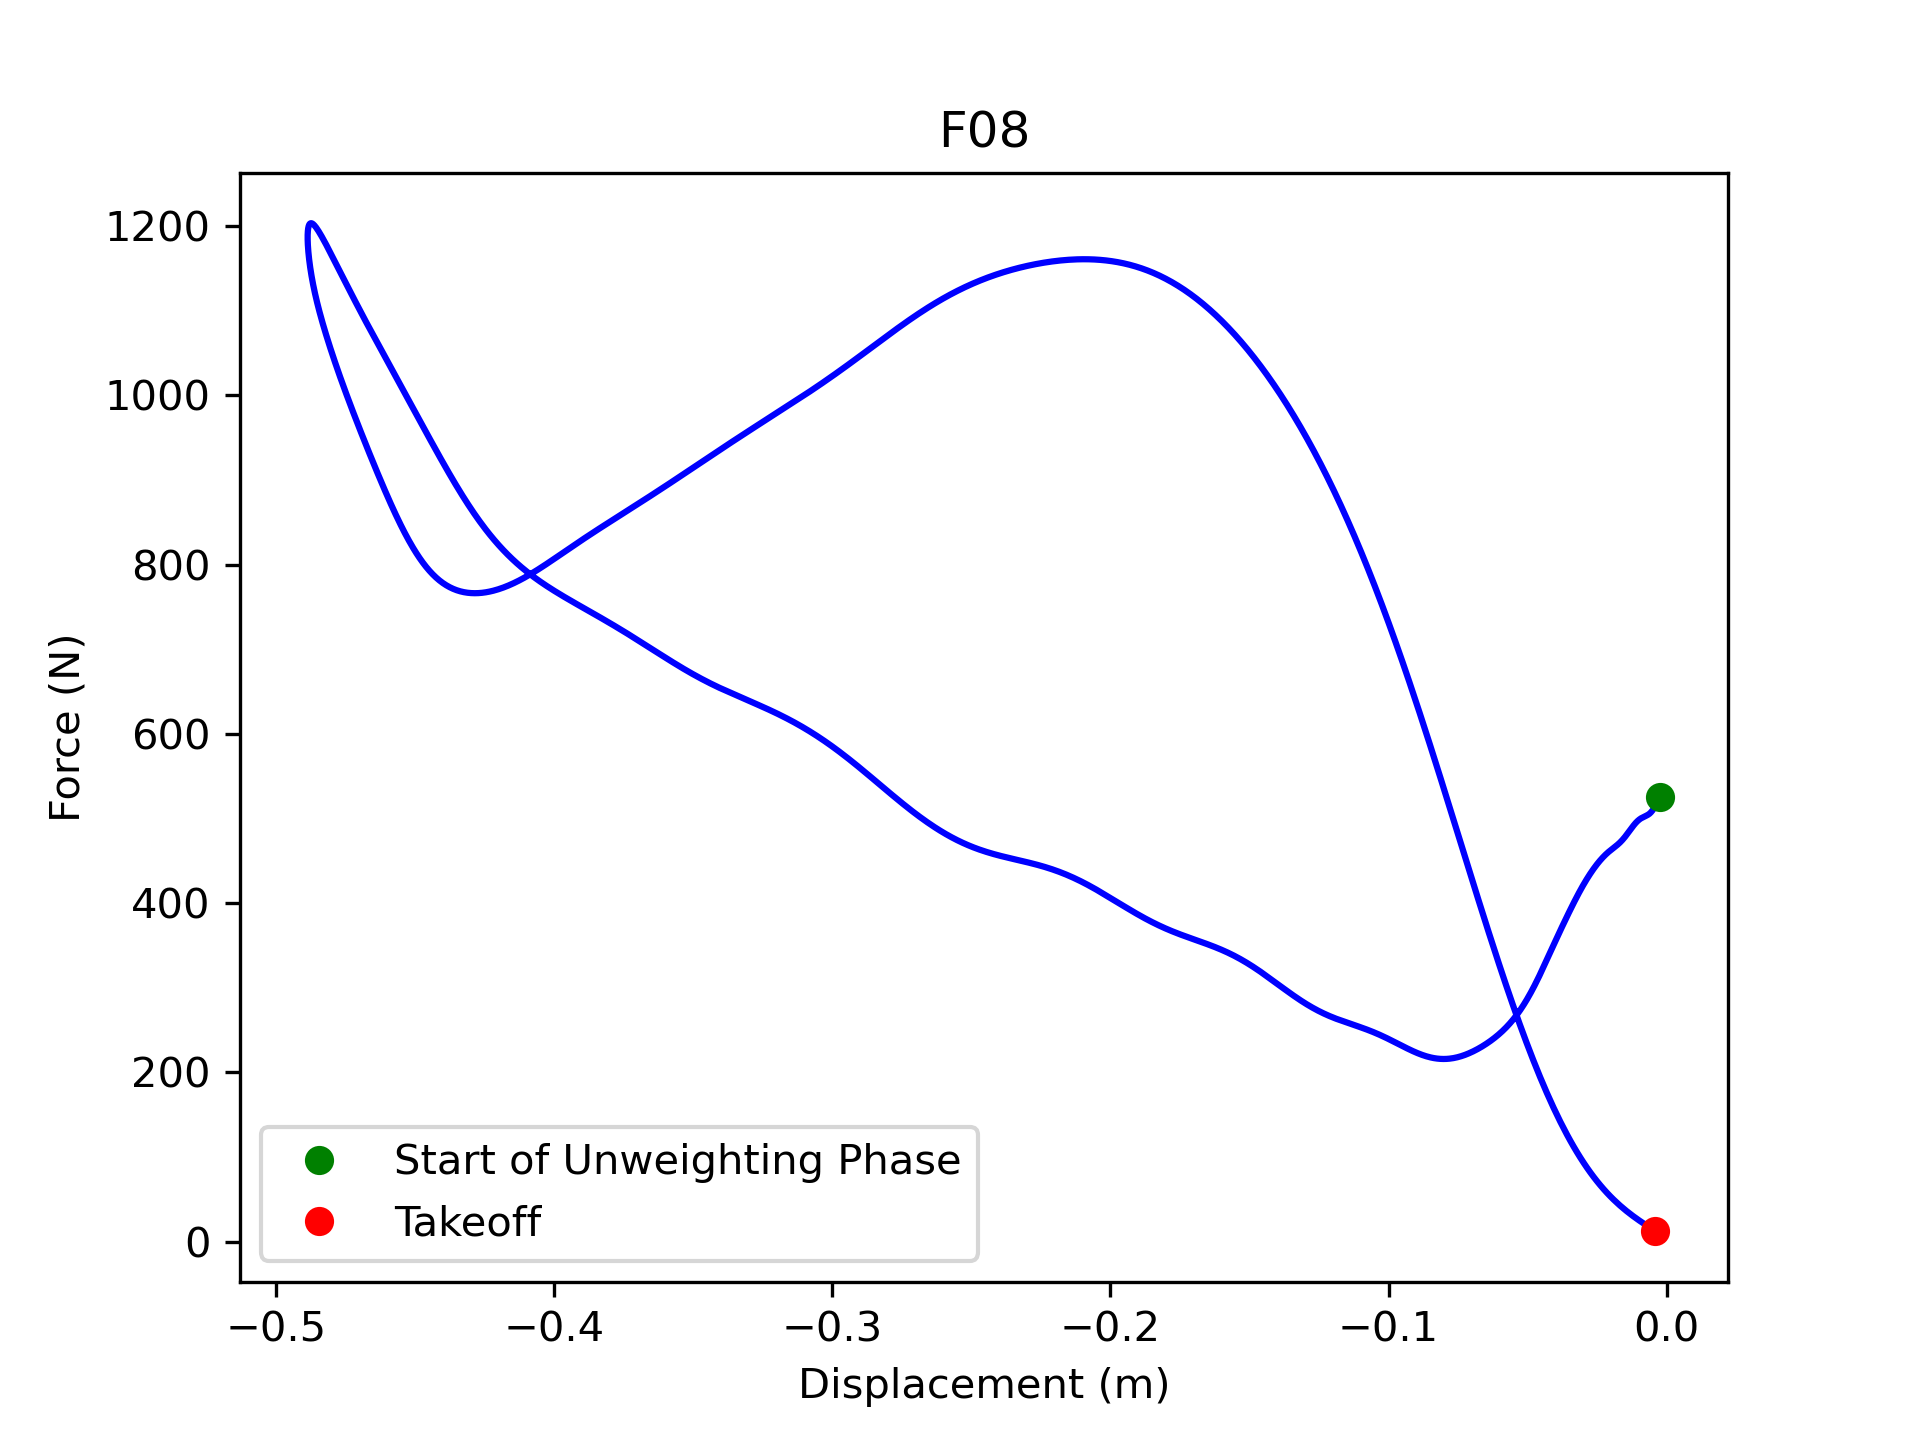 F08
1200
1000
800
600
400
200
0
Force (N)
Start of Unweighting Phase
Takeoff
−0.5 −0.4 −0.3 −0.2 −0.1 0.0
Displacement (m)